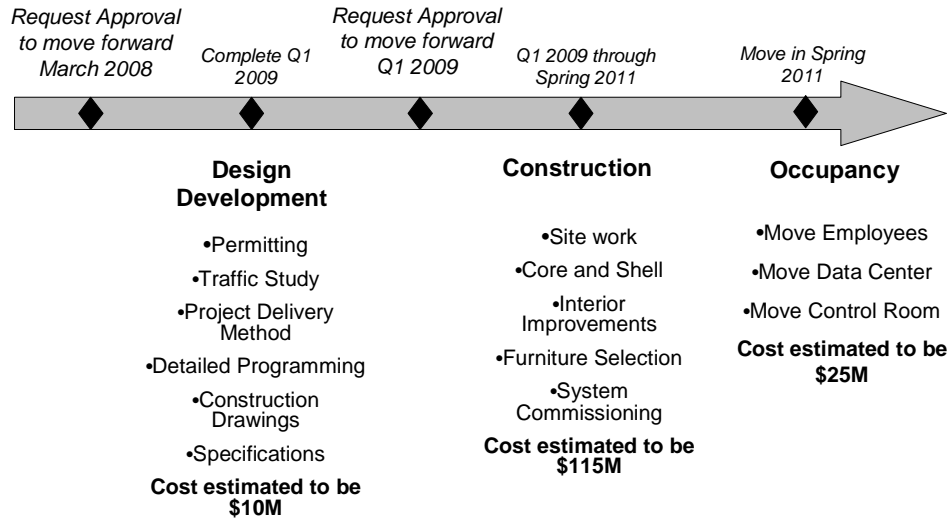 Request Approval
to move forward
March 2008
Complete Q1
2009
Request Approval
to move forward
Q1 2009
Q1 2009 through
Spring 2011
Move in Spring
2011
Design
Development
•Permitting
•Traffic Study
•Project Delivery
Method
•Detailed Programming
•Construction
Drawings
•Specifications
Cost estimated to be
$10M
Construction
•Site work
•Core and Shell
•Interior
Improvements
•Furniture Selection
•System
Commissioning
Cost estimated to be
$115M
Occupancy
•Move Employees
•Move Data Center
•Move Control Room
Cost estimated to be
$25M